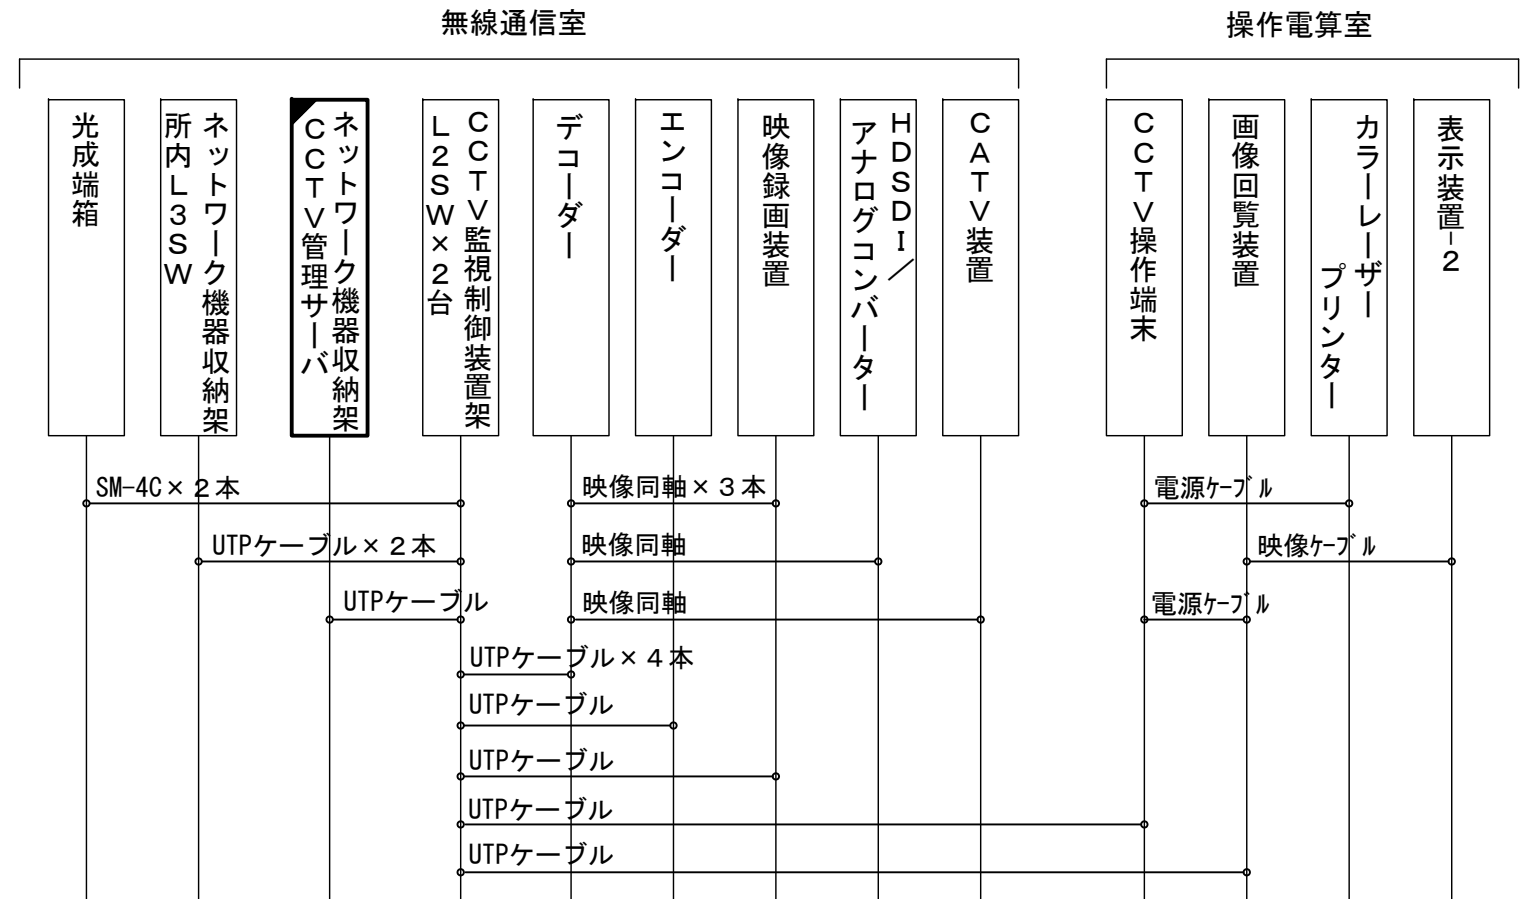 無線通信室
操作電算室
光成端箱
ネットワーク機器収納架
所内L3SW
ネットワーク機器収納架
CCTV管理サーバ
CCTV監視制御装置架
L2SW×2台
デコーダー
エンコーダー
映像録画装置
HDSDI／
アナログコンバーター
CATV装置
CCTV操作端末
画像回覧装置
カラーレーザー
プリンター
表示装置-2
SM-4C×２本
映像同軸×３本
電源ｹｰﾌﾞﾙ
UTPケーブル×２本
映像同軸
映像ｹｰﾌﾞﾙ
UTPケーブル
映像同軸
電源ｹｰﾌﾞﾙ
UTPケーブル×４本
UTPケーブル
UTPケーブル
UTPケーブル
UTPケーブル